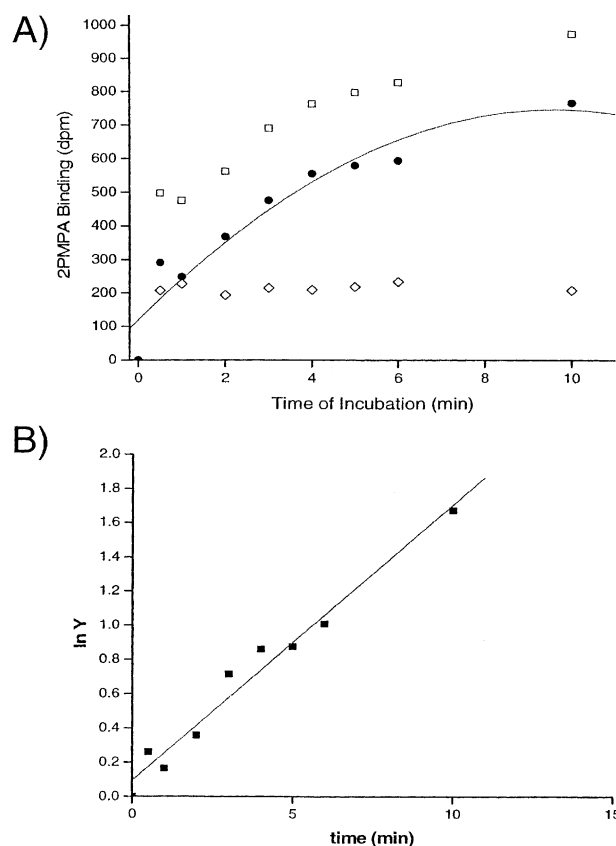 A)
1000
900
800
700
600
500
400
300
200
100
0
2PMPA Binding (dpm)
0 2 4 6 8 10
Time of Incubation (min)
B)
2.0
1.8
1.6
1.4
1.2
1.0
0.8
0.6
0.4
0.2
0.0
ln Y
0 5 10 15
time (min)